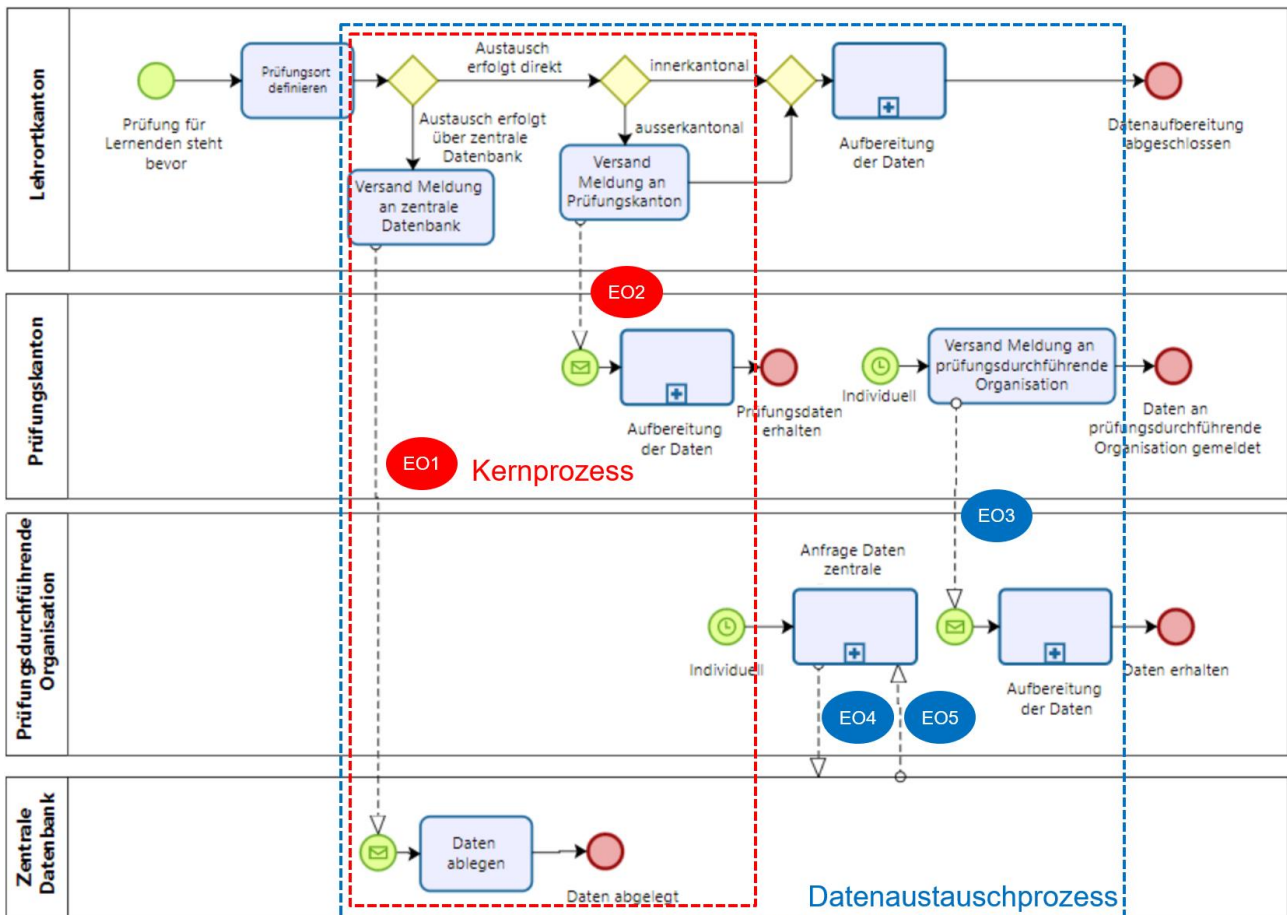 Lehrortkanton
Prüfung für
Lernenden steht
bevor
Prüfungsort
definieren
Austausch
erfolgt direkt
Austausch erfolgt
über zentrale
Datenbank
Versand Meldung
an zentrale
Datenbank
innerkantonal
ausserkantonal
Versand
Meldung an
Prüfungskanton
Aufbereitung
der Daten
Datenaufbereitung
abgeschlossen
Prüfungskanton
EO2
EO1
Kernprozess
Aufbereitung
der Daten
Prüfungsdaten
erhalten
Individuell
Versand Meldung an
prüfungsdurchführende
Organisation
Daten an
prüfungsdurchführende
Organisation gemeldet
EO3
Prüfungsdurchführende
Organisation
Individuell
Anfrage Daten
zentrale
EO4
EO5
Aufbereitung
der Daten
Daten erhalten
Zentrale
Datenbank
Daten
ablegen
Daten abgelegt
Datenaustauschprozess